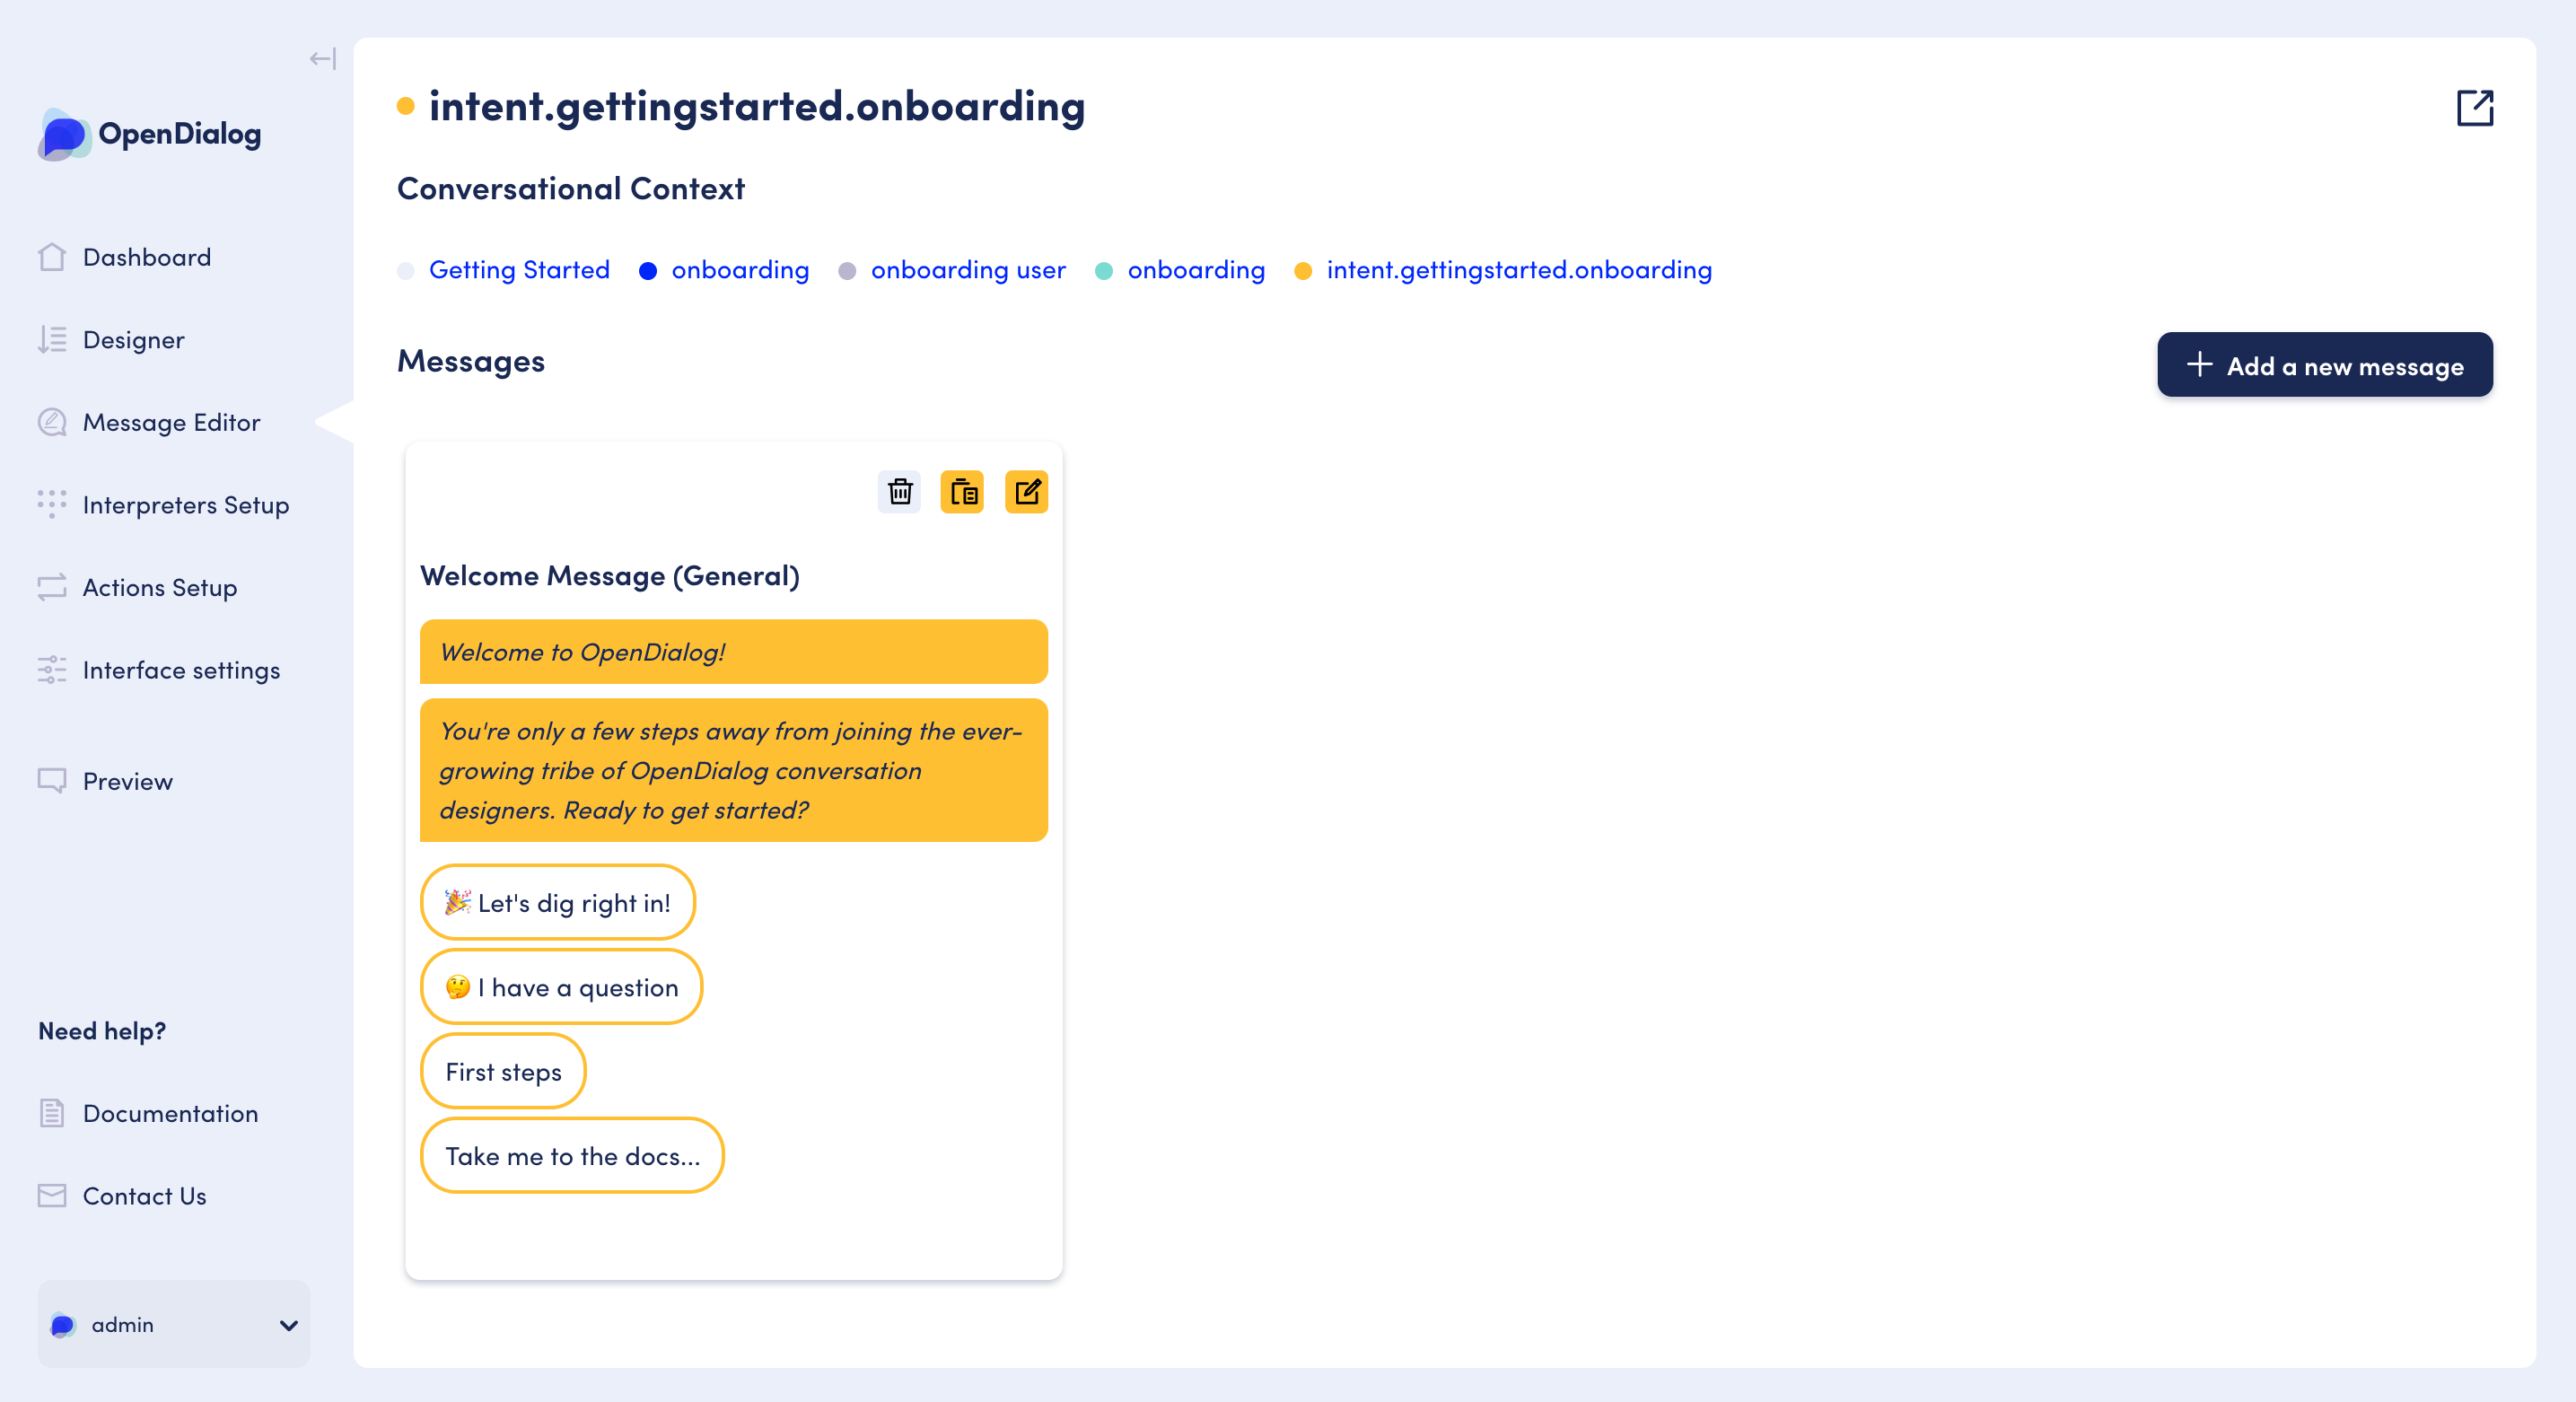 OpenDialog
Dashboard
Designer
Message Editor
Interpreters Setup
Actions Setup
Interface settings
Preview
Need help?
Documentation
Contact Us
admin
intent.gettingstarted.onboarding
Conversational Context
Getting Started onboarding onboarding user onboarding intent.gettingstarted.onboarding
Messages
Add a new message
Welcome Message (General)
Welcome to OpenDialog!
You're only a few steps away from joining the ever-
growing tribe of OpenDialog conversation
designers. Ready to get started?
🎉 Let's dig right in!
🤔 I have a question
First steps
Take me to the docs...